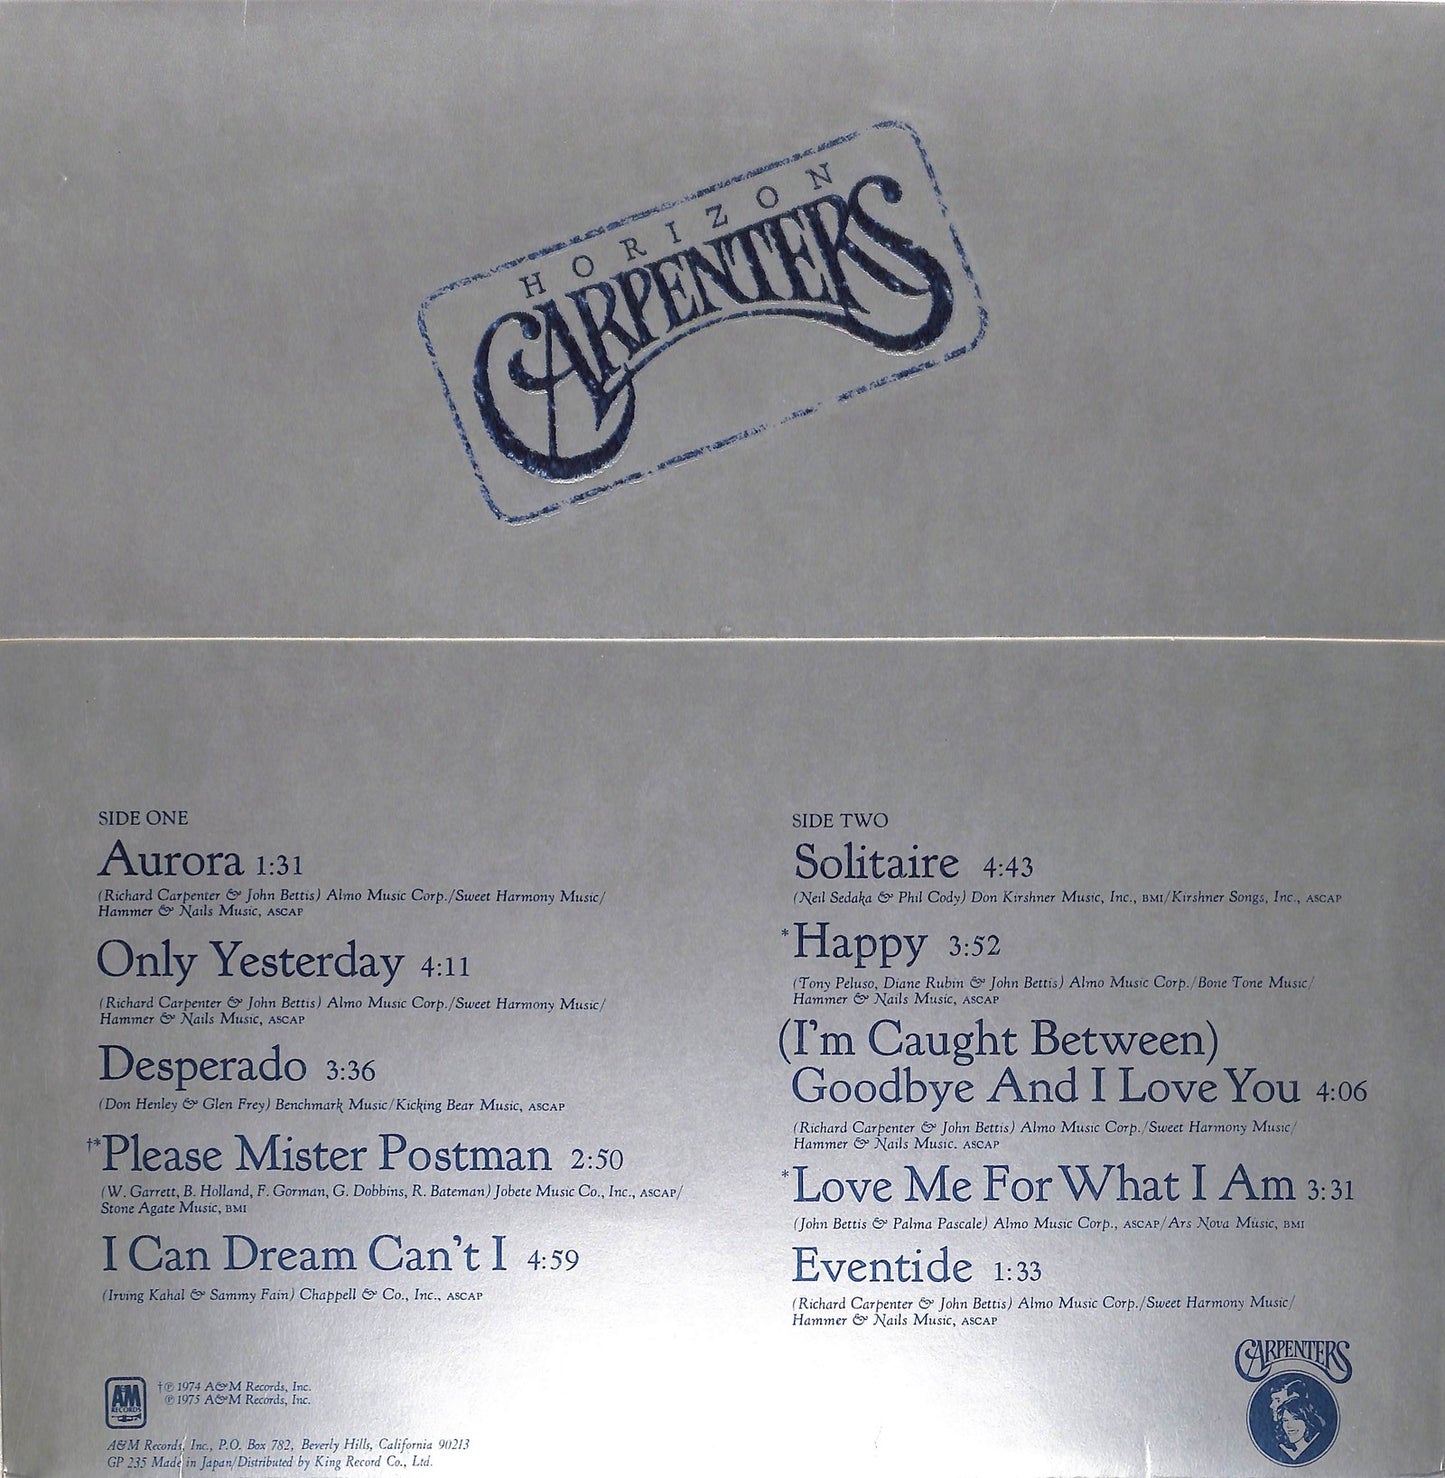 HORIZON
CARPENTERS
SIDE ONE
Aurora 1:31
(Richard Carpenter & John Bettis) Almo Music Corp./Sweet Harmony Music/
Hammer & Nails Music, ASCAP
Only Yesterday 4:11
(Richard Carpenter & John Bettis) Almo Music Corp./Sweet Harmony Music/
Hammer & Nails Music, ASCAP
Desperado 3:36
(Don Henley & Glen Frey) Benchmark Music/Kicking Bear Music, ASCAP
†*Please Mister Postman 2:50
(W. Garrett, B. Holland, F. Gorman, G. Dobbins, R. Bateman) Jobete Music Co., Inc., ASCAP/
Stone Agate Music, BMI
I Can Dream Can't I 4:59
(Irving Kahal & Sammy Fain) Chappell & Co., Inc., ASCAP
SIDE TWO
Solitaire 4:43
(Neil Sedaka & Phil Cody) Don Kirshner Music, Inc., BMI/Kirshner Songs, Inc., ASCAP
*Happy 3:52
(Tony Peluso, Diane Rubin & John Bettis) Almo Music Corp./Bone Tone Music/
Hammer & Nails Music, ASCAP
(I'm Caught Between)
Goodbye And I Love You 4:06
(Richard Carpenter & John Bettis) Almo Music Corp./Sweet Harmony Music/
Hammer & Nails Music. ASCAP
*Love Me For What I Am 3:31
(John Bettis & Palma Pascale) Almo Music Corp., ASCAP/Ars Nova Music, BMI
Eventide 1:33
(Richard Carpenter & John Bettis) Almo Music Corp./Sweet Harmony Music/
Hammer & Nails Music, ASCAP
A&M
RECORDS
†℗ 1974 A&M Records, Inc.
℗ 1975 A&M Records, Inc.
A&M Records, Inc., P.O. Box 782, Beverly Hills, California 90213
GP 235 Made in Japan/Distributed by King Record Co., Ltd.
CARPENTERS